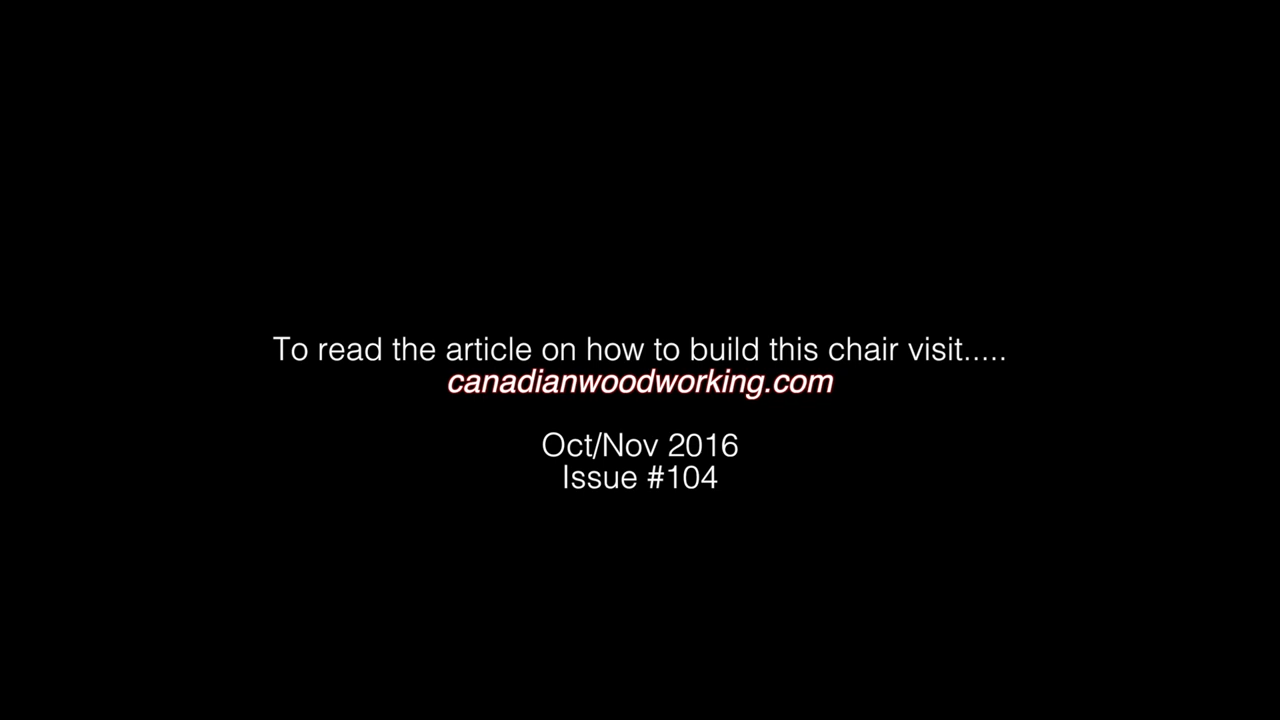 To read the article on how to build this chair visit.....
canadianwoodworking.com
Oct/Nov 2016
Issue #104